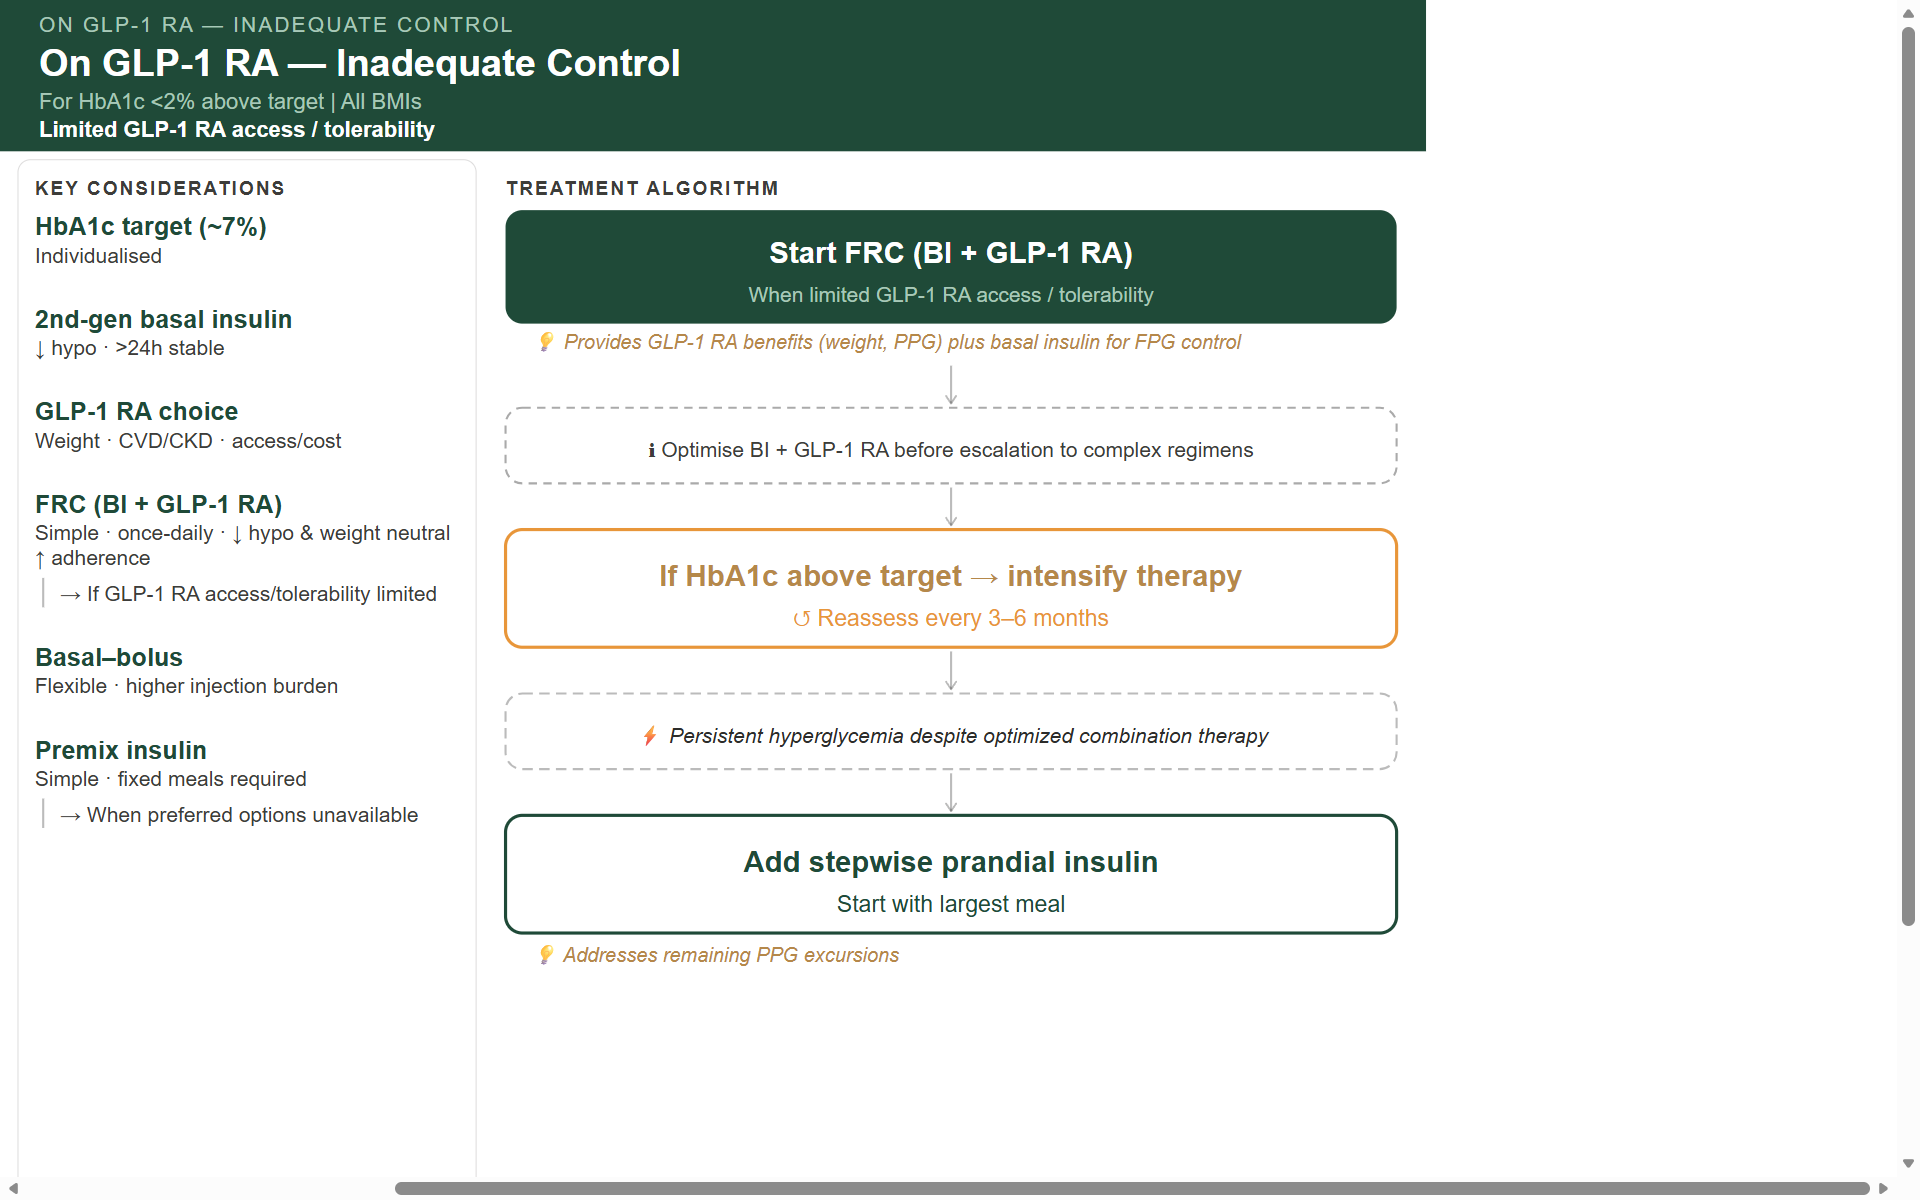 ON GLP-1 RA — INADEQUATE CONTROL
On GLP-1 RA — Inadequate Control
For HbA1c <2% above target | All BMIs
Limited GLP-1 RA access / tolerability
KEY CONSIDERATIONS
HbA1c target (~7%)
Individualised
2nd-gen basal insulin
↓ hypo · >24h stable
GLP-1 RA choice
Weight · CVD/CKD · access/cost
FRC (BI + GLP-1 RA)
Simple · once-daily · ↓ hypo & weight neutral
↑ adherence
→ If GLP-1 RA access/tolerability limited
Basal–bolus
Flexible · higher injection burden
Premix insulin
Simple · fixed meals required
→ When preferred options unavailable
TREATMENT ALGORITHM
Start FRC (BI + GLP-1 RA)
When limited GLP-1 RA access / tolerability
💡 Provides GLP-1 RA benefits (weight, PPG) plus basal insulin for FPG control
ℹ Optimise BI + GLP-1 RA before escalation to complex regimens
If HbA1c above target → intensify therapy
↺ Reassess every 3–6 months
⚡ Persistent hyperglycemia despite optimized combination therapy
Add stepwise prandial insulin
Start with largest meal
💡 Addresses remaining PPG excursions